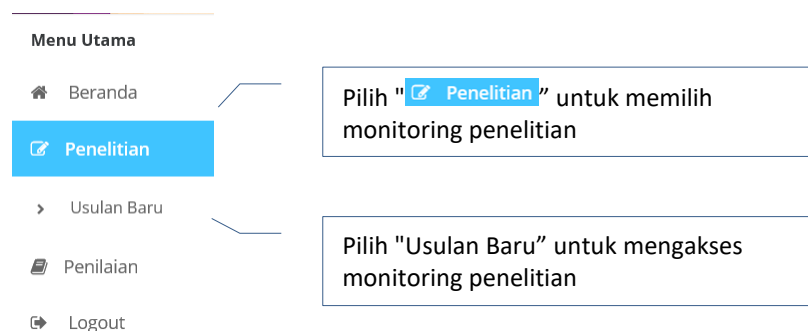 Menu Utama
Beranda
Penelitian
Usulan Baru
Penilaian
Logout
Pilih " Penelitian ” untuk memilih
monitoring penelitian
Pilih "Usulan Baru” untuk mengakses
monitoring penelitian